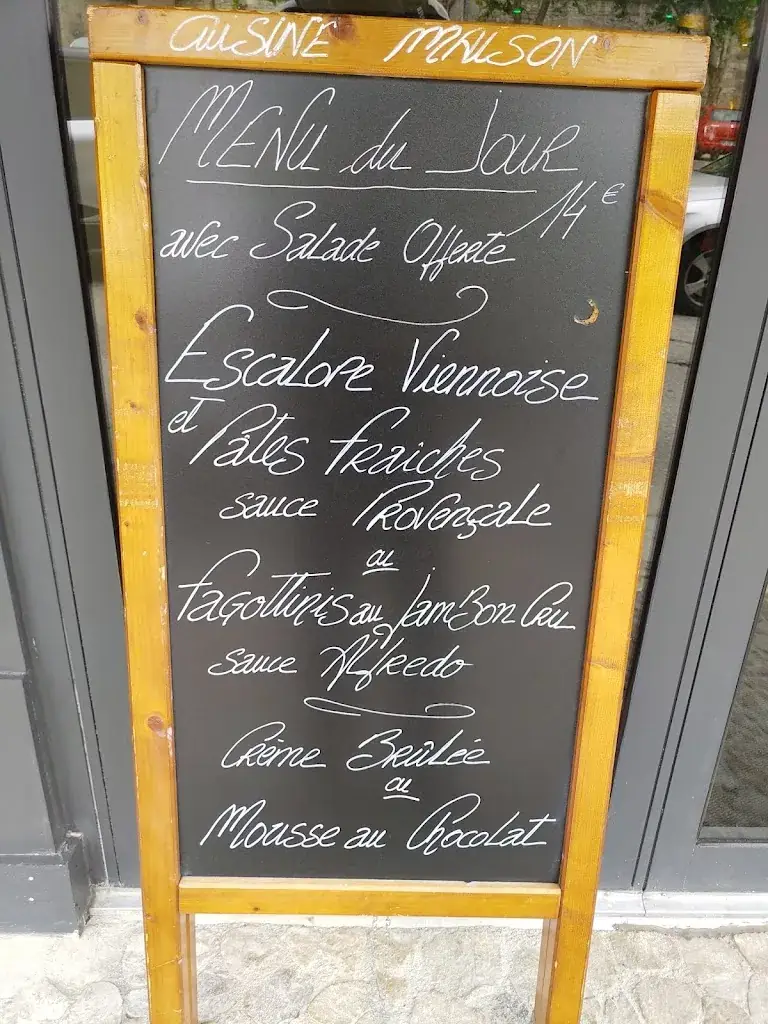 CUISINE MAISON
MENU du JOUR
14€
avec Salade Offerte
Escalope Viennoise
et Pâtes fraîches
sauce Provençale
ou
fagottinis au jambon Cru
sauce Alfredo
Crème Brûlée
ou
Mousse au Chocolat